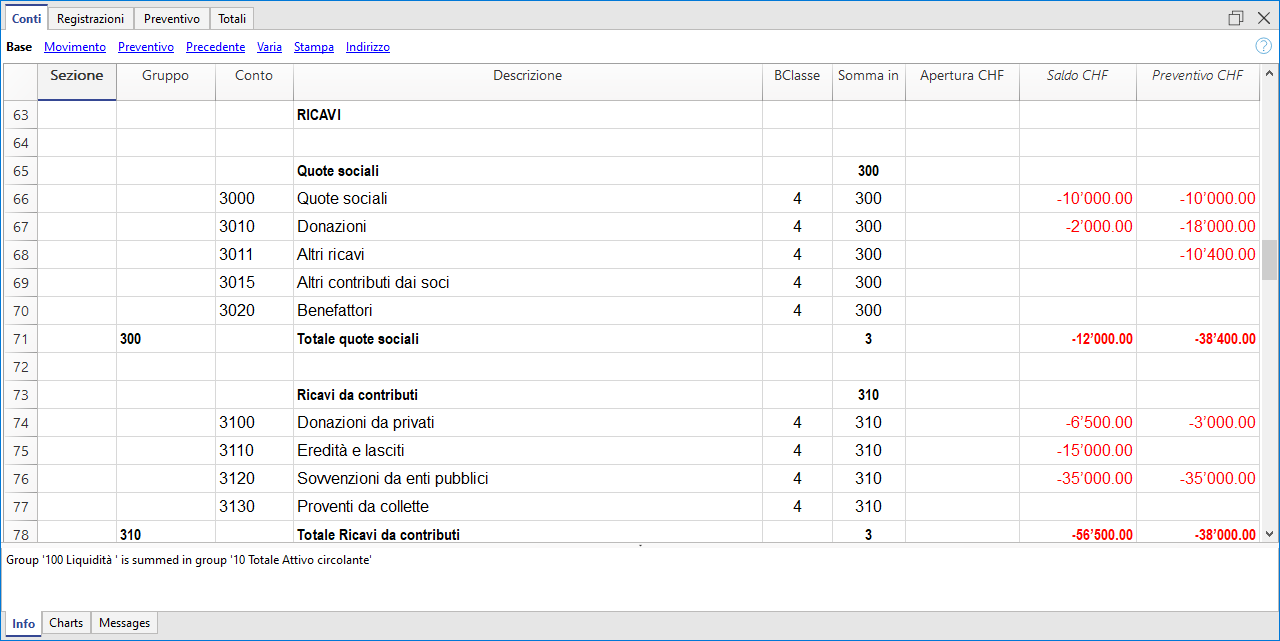 Conti Registrazioni Preventivo Totali
Base Movimento Preventivo Precedente Varia Stampa Indirizzo ?
Sezione Gruppo Conto Descrizione BClasse Somma in Apertura CHF Saldo CHF Preventivo CHF
63 RICAVI
64
65 Quote sociali 300
66 3000 Quote sociali 4 300 -10’000.00 -10’000.00
67 3010 Donazioni 4 300 -2’000.00 -18’000.00
68 3011 Altri ricavi 4 300 -10’400.00
69 3015 Altri contributi dai soci 4 300
70 3020 Benefattori 4 300
71 300 Totale quote sociali 3 -12’000.00 -38’400.00
72
73 Ricavi da contributi 310
74 3100 Donazioni da privati 4 310 -6’500.00 -3’000.00
75 3110 Eredità e lasciti 4 310 -15’000.00
76 3120 Sovvenzioni da enti pubblici 4 310 -35’000.00 -35’000.00
77 3130 Proventi da collette 4 310
78 310 Totale Ricavi da contributi 3 -56’500.00 -38’000.00
Group '100 Liquidità ' is summed in group '10 Totale Attivo circolante'
Info Charts Messages